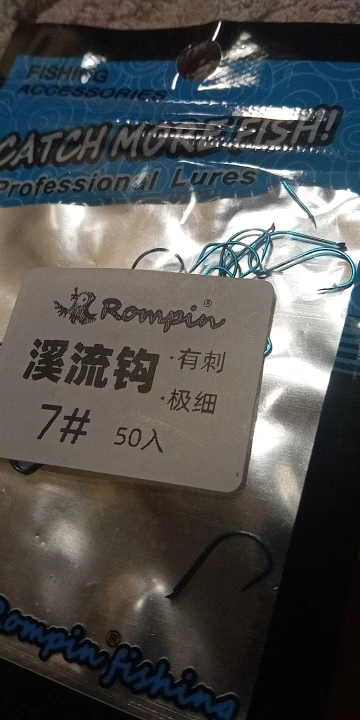 FISHING
ACCESSORIES
CATCH MORE FISH!
Professional Lures
Rompin®
溪流钩
·有刺
·极细
7# 50入
Rompin® fishing